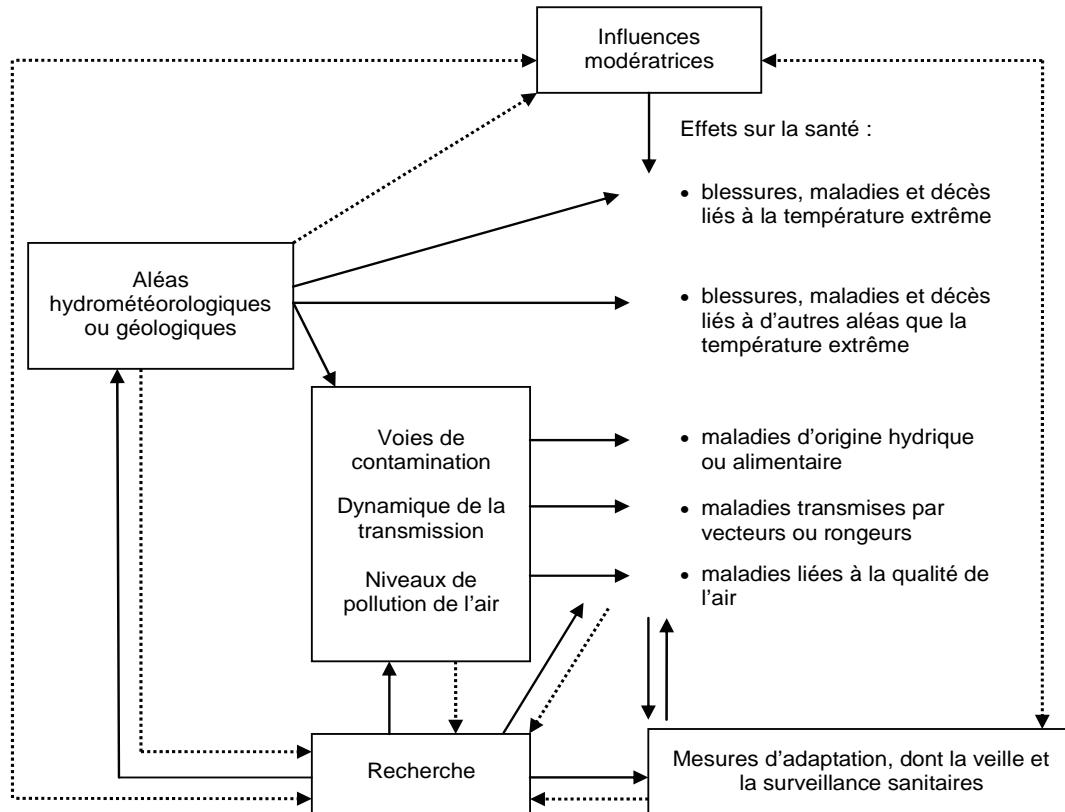 Influences
modératrices
Effets sur la santé :
• blessures, maladies et décès
liés à la température extrême
Aléas
hydrométéorologiques
ou géologiques
• blessures, maladies et décès
liés à d'autres aléas que la
température extrême
Voies de
contamination
• maladies d'origine hydrique
ou alimentaire
Dynamique de la
transmission
• maladies transmises par
vecteurs ou rongeurs
Niveaux de
pollution de l'air
• maladies liées à la qualité de
l'air
Recherche
Mesures d'adaptation, dont la veille et
la surveillance sanitaires